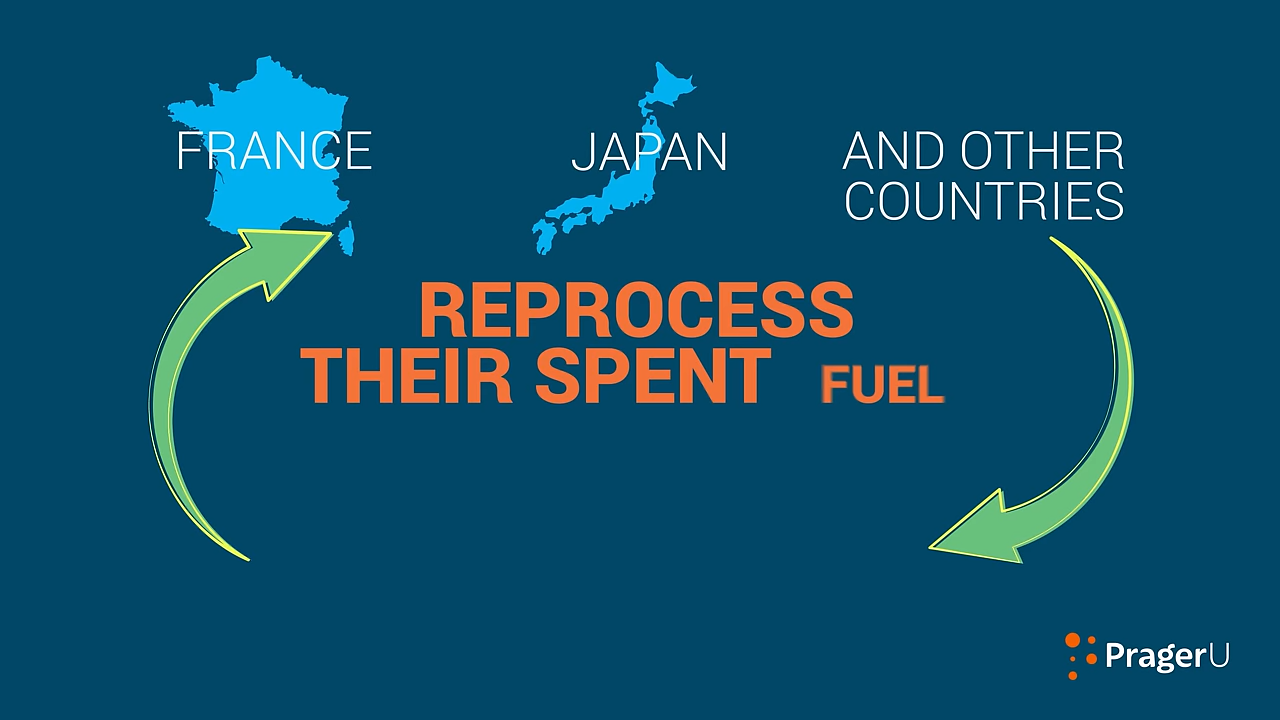 FRANCE
JAPAN
AND OTHER
COUNTRIES
REPROCESS
THEIR SPENT FUEL
PragerU